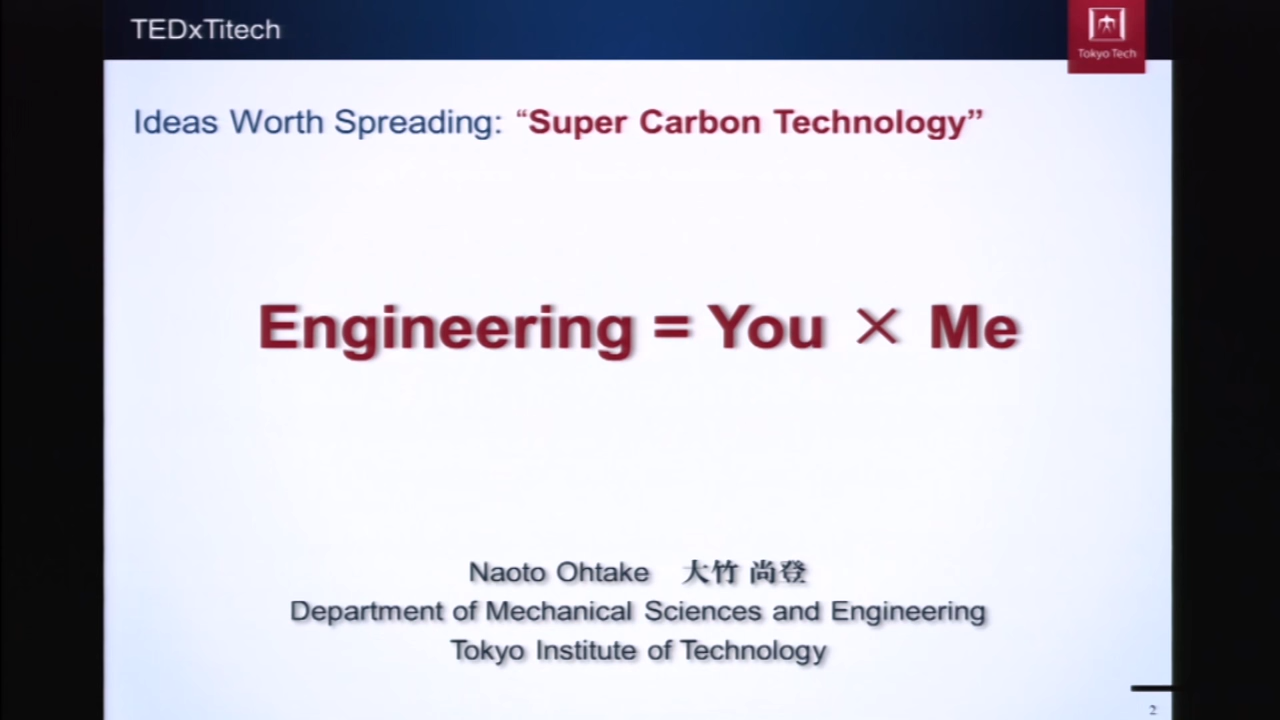 TEDxTitech
Tokyo Tech
Ideas Worth Spreading: “Super Carbon Technology”
Engineering = You × Me
Naoto Ohtake 大竹 尚登
Department of Mechanical Sciences and Engineering
Tokyo Institute of Technology
2